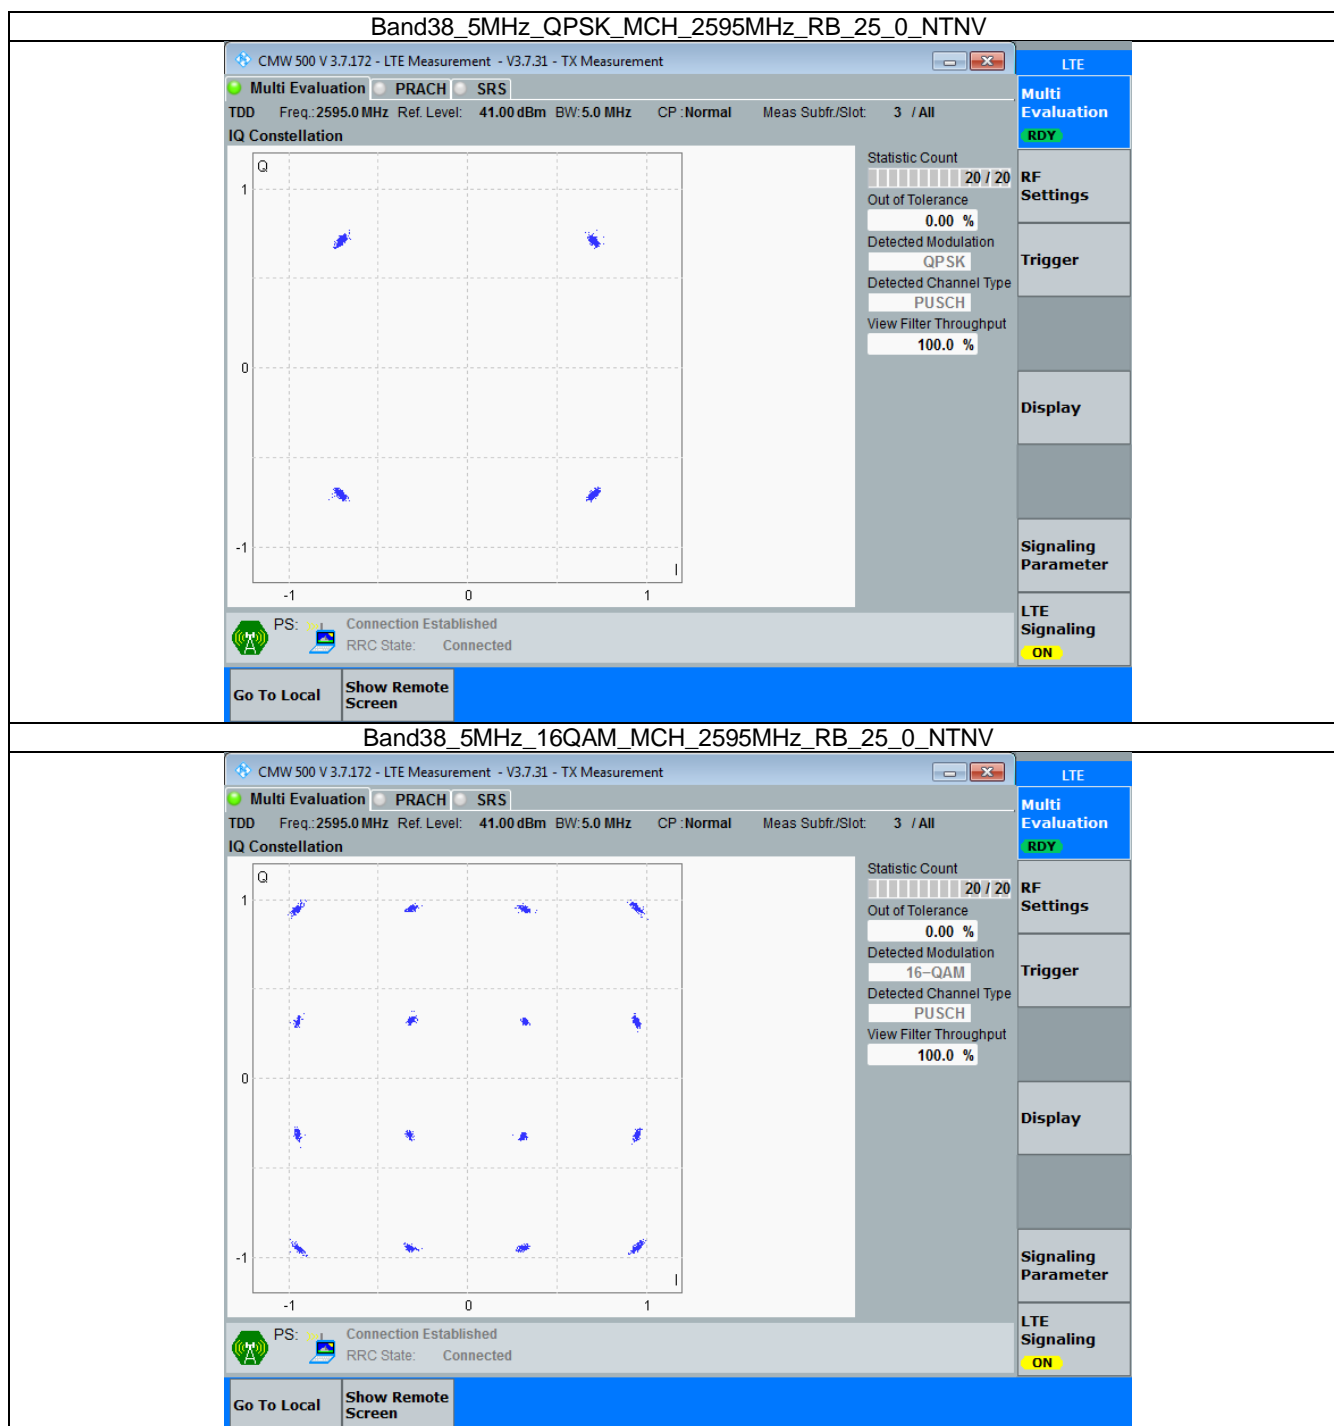 Band38_5MHz_QPSK_MCH_2595MHz_RB_25_0_NTNV
CMW 500 V 3.7.172 - LTE Measurement - V3.7.31 - TX Measurement
LTE
Multi Evaluation PRACH SRS
Multi
Evaluation
RDY
TDD Freq.: 2595.0 MHz Ref. Level: 41.00 dBm BW: 5.0 MHz CP : Normal Meas Subfr./Slot: 3 / All
IQ Constellation
Q
1
0
-1
I
-1 0 1
Statistic Count
20 / 20
Out of Tolerance
0.00 %
Detected Modulation
QPSK
Detected Channel Type
PUSCH
View Filter Throughput
100.0 %
RF
Settings
Trigger
Display
Signaling
Parameter
LTE
Signaling
ON
PS: Connection Established
RRC State: Connected
Go To Local
Show Remote
Screen
Band38_5MHz_16QAM_MCH_2595MHz_RB_25_0_NTNV
CMW 500 V 3.7.172 - LTE Measurement - V3.7.31 - TX Measurement
LTE
Multi Evaluation PRACH SRS
Multi
Evaluation
RDY
TDD Freq.: 2595.0 MHz Ref. Level: 41.00 dBm BW: 5.0 MHz CP : Normal Meas Subfr./Slot: 3 / All
IQ Constellation
Q
1
0
-1
I
-1 0 1
Statistic Count
20 / 20
Out of Tolerance
0.00 %
Detected Modulation
16-QAM
Detected Channel Type
PUSCH
View Filter Throughput
100.0 %
RF
Settings
Trigger
Display
Signaling
Parameter
LTE
Signaling
ON
PS: Connection Established
RRC State: Connected
Go To Local
Show Remote
Screen